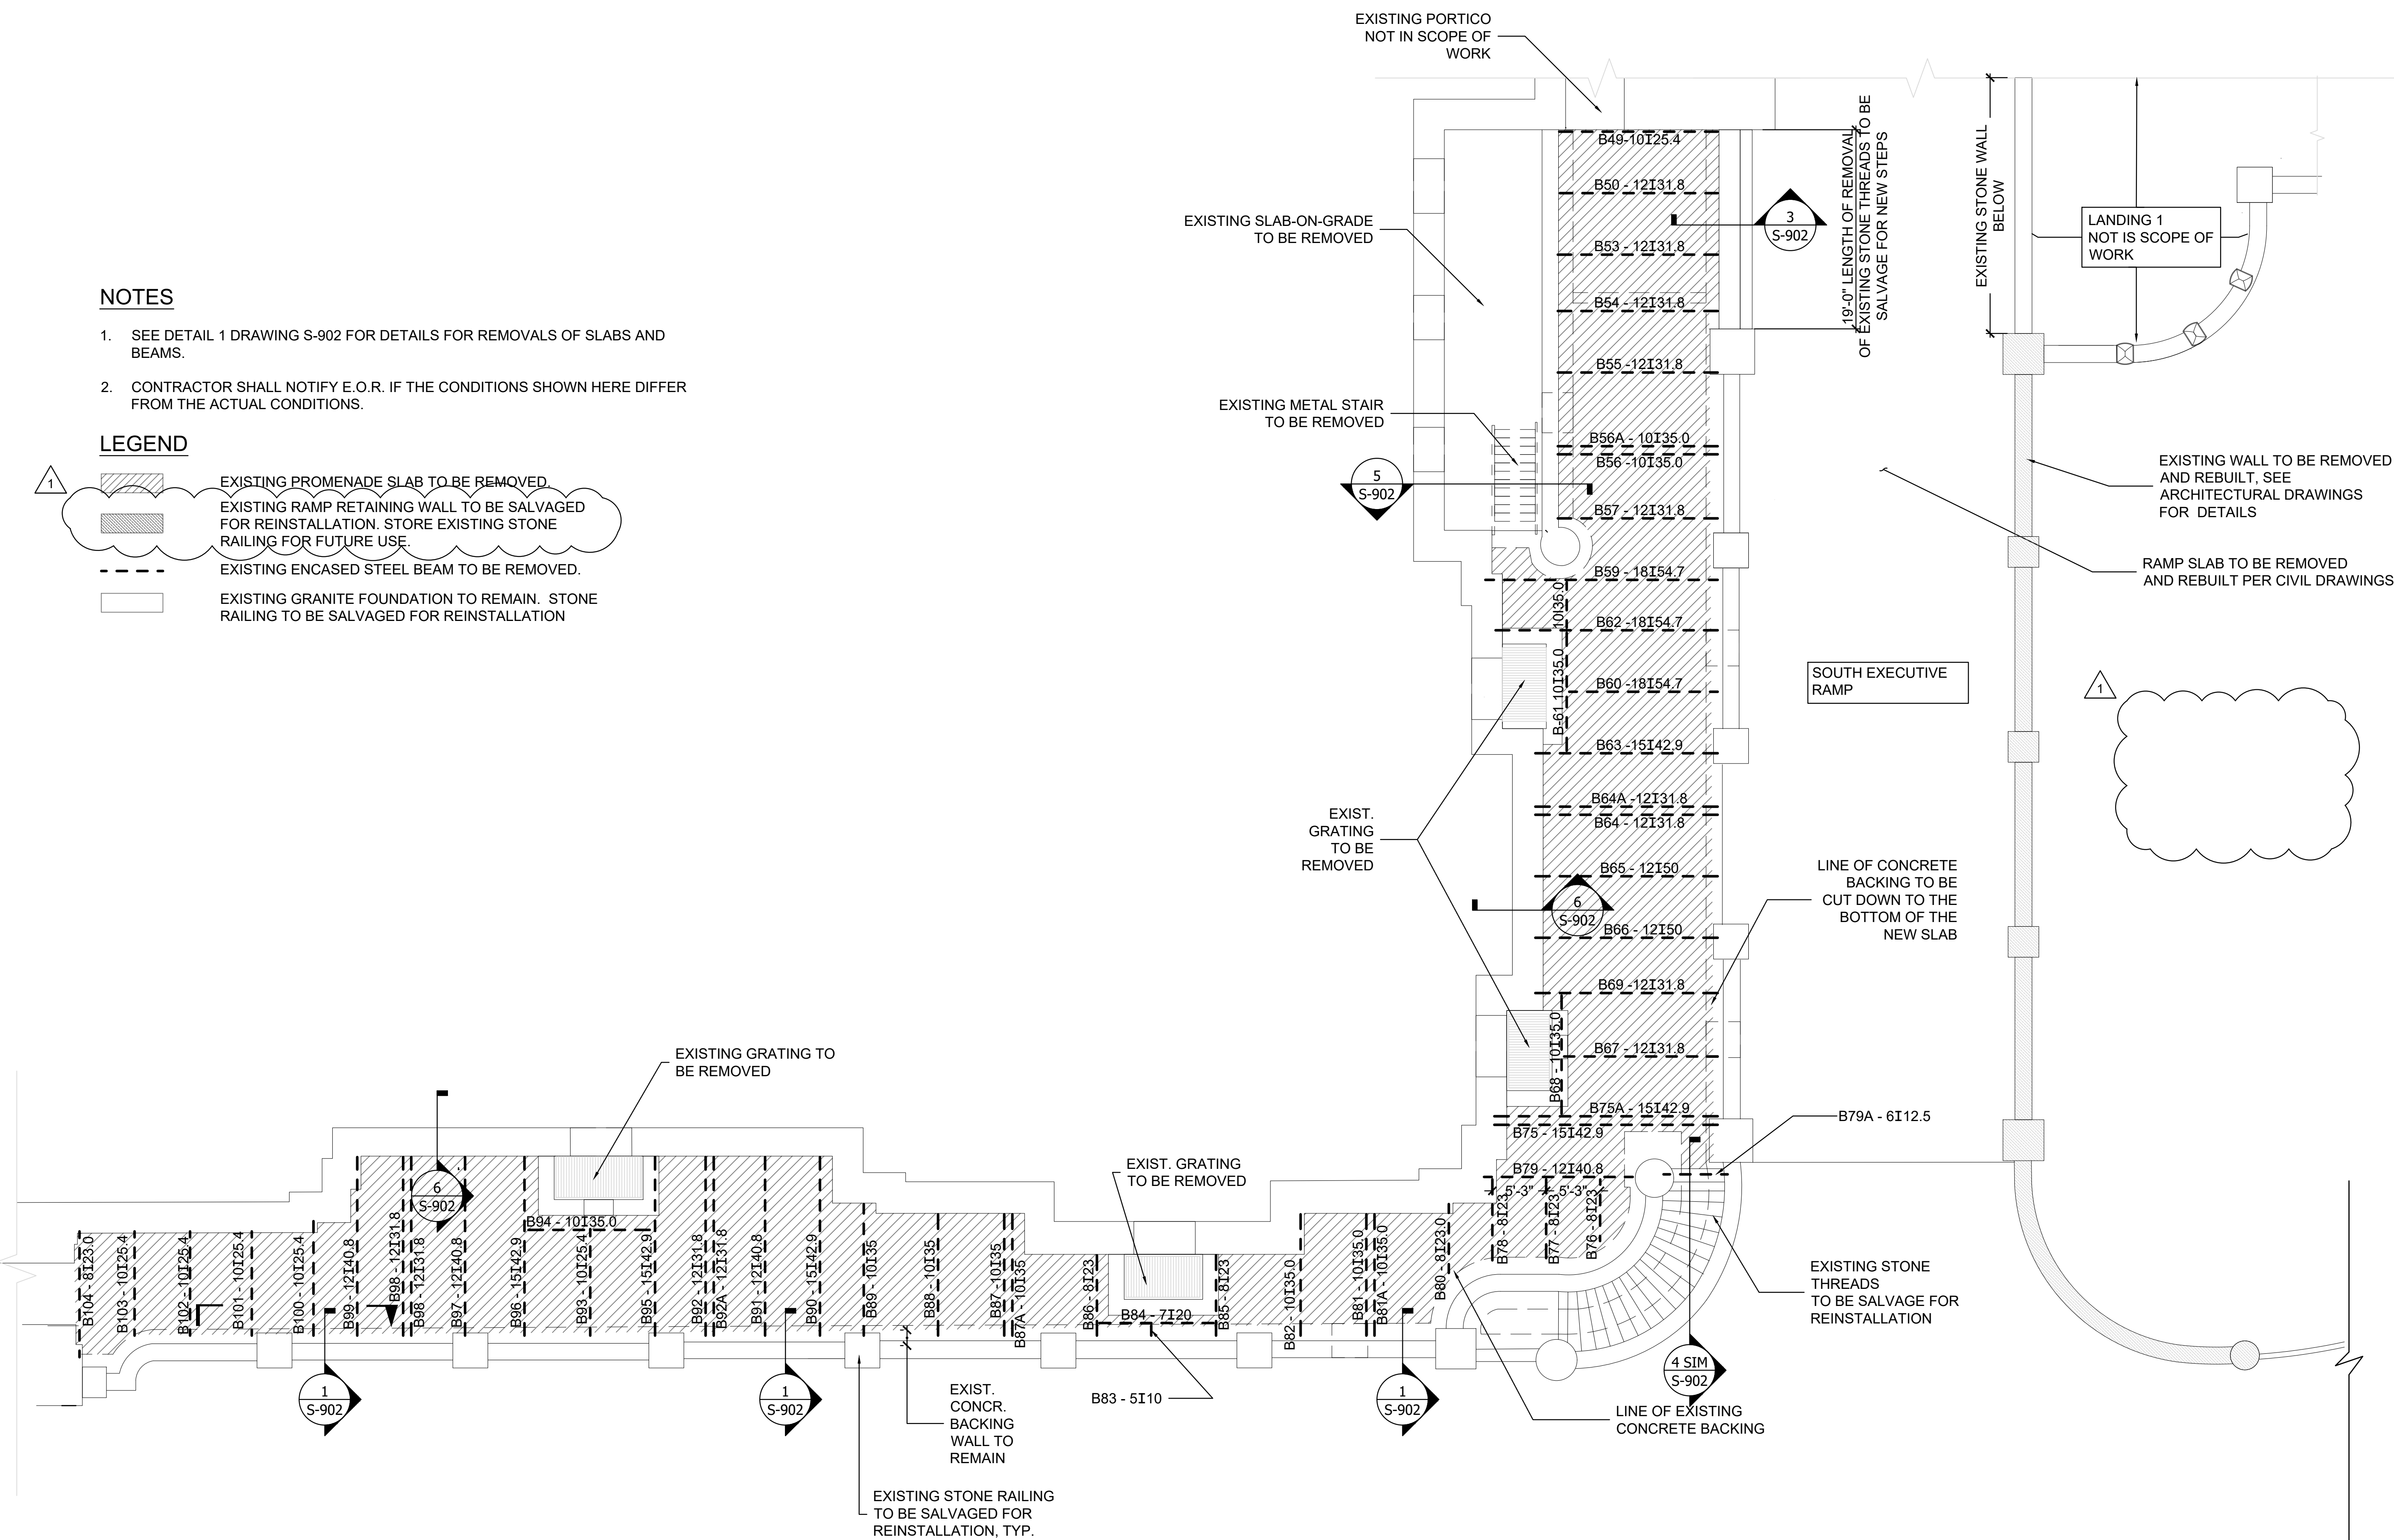 EXISTING PORTICO
NOT IN SCOPE OF
WORK
B49-10I25.4
B50 - 12I31.8
B53 - 12I31.8
B54 - 12I31.8
B55 -12I31.8
B56A - 10I35.0
B56 -10I35.0
B57 - 12I31.8
B59 - 18I54.7
10I35.0
B62 -18I54.7
B-61 10I35.0
B60 -18I54.7
B63 -15I42.9
B64A -12I31.8
B64 - 12I31.8
B65 - 12I50
B66 - 12I50
B69 -12I31.8
B68 - 10I35.0
B67 - 12I31.8
B75A - 15I42.9
B75 - 15I42.9
B79 - 12I40.8
5'-3"
5'-3"
B78 - 8I23
B77 - 8I23
B76 - 8I23
B79A - 6I12.5
3
S-902
19'-0" LENGTH OF REMOVAL
OF EXISTING STONE THREADS TO BE
SALVAGE FOR NEW STEPS
EXISTING STONE WALL
BELOW
LANDING 1
NOT IS SCOPE OF
WORK
EXISTING SLAB-ON-GRADE
TO BE REMOVED
EXISTING METAL STAIR
TO BE REMOVED
5
S-902
EXISTING WALL TO BE REMOVED
AND REBUILT, SEE
ARCHITECTURAL DRAWINGS
FOR DETAILS
RAMP SLAB TO BE REMOVED
AND REBUILT PER CIVIL DRAWINGS
SOUTH EXECUTIVE
RAMP
1
EXIST.
GRATING
TO BE
REMOVED
6
S-902
LINE OF CONCRETE
BACKING TO BE
CUT DOWN TO THE
BOTTOM OF THE
NEW SLAB
NOTES
1. SEE DETAIL 1 DRAWING S-902 FOR DETAILS FOR REMOVALS OF SLABS AND
BEAMS.
2. CONTRACTOR SHALL NOTIFY E.O.R. IF THE CONDITIONS SHOWN HERE DIFFER
FROM THE ACTUAL CONDITIONS.
LEGEND
1
EXISTING PROMENADE SLAB TO BE REMOVED.
EXISTING RAMP RETAINING WALL TO BE SALVAGED
FOR REINSTALLATION. STORE EXISTING STONE
RAILING FOR FUTURE USE.
EXISTING ENCASED STEEL BEAM TO BE REMOVED.
EXISTING GRANITE FOUNDATION TO REMAIN. STONE
RAILING TO BE SALVAGED FOR REINSTALLATION
EXISTING GRATING TO
BE REMOVED
EXIST. GRATING
TO BE REMOVED
6
S-902
B104 - 8I23.0
B103 - 10I25.4
B102 - 10I25.4
B101 - 10I25.4
B100 - 10I25.4
B99 - 12I40.8
B98 - 12I31.8
B98 - 12I31.8
B97 - 12I40.8
B96 - 15I42.9
B94 - 10I35.0
B93 - 10I25.4
B95 - 15I42.9
B92 - 12I31.8
B92A - 12I31.8
B91 - 12I40.8
B90 - 15I42.9
B89 - 10I35
B88 - 10I35
B87 - 10I35
B87A - 10I35
B86 - 8I23
B84 - 7I20
B85 - 8I23
B82 - 10I35.0
B81 - 10I35.0
B81A - 10I35.0
B80 - 8I23.0
B83 - 5I10
1
S-902
1
S-902
1
S-902
4 SIM
S-902
EXIST.
CONCR.
BACKING
WALL TO
REMAIN
EXISTING STONE RAILING
TO BE SALVAGED FOR
REINSTALLATION, TYP.
EXISTING STONE
THREADS
TO BE SALVAGE FOR
REINSTALLATION
LINE OF EXISTING
CONCRETE BACKING